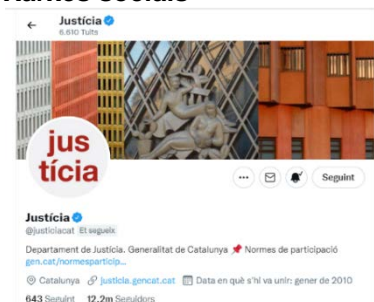 Xarxes socials
Justícia
6.610 Tuits
jus
tícia
Seguint
Justícia
@justiciacat Et segueix
Departament de Justícia. Generalitat de Catalunya 📌 Normes de participació
gen.cat/normesparticip...
Catalunya justicia.gencat.cat Data en què s'hi va unir: gener de 2010
643 Seguint 12,2m Seguidors